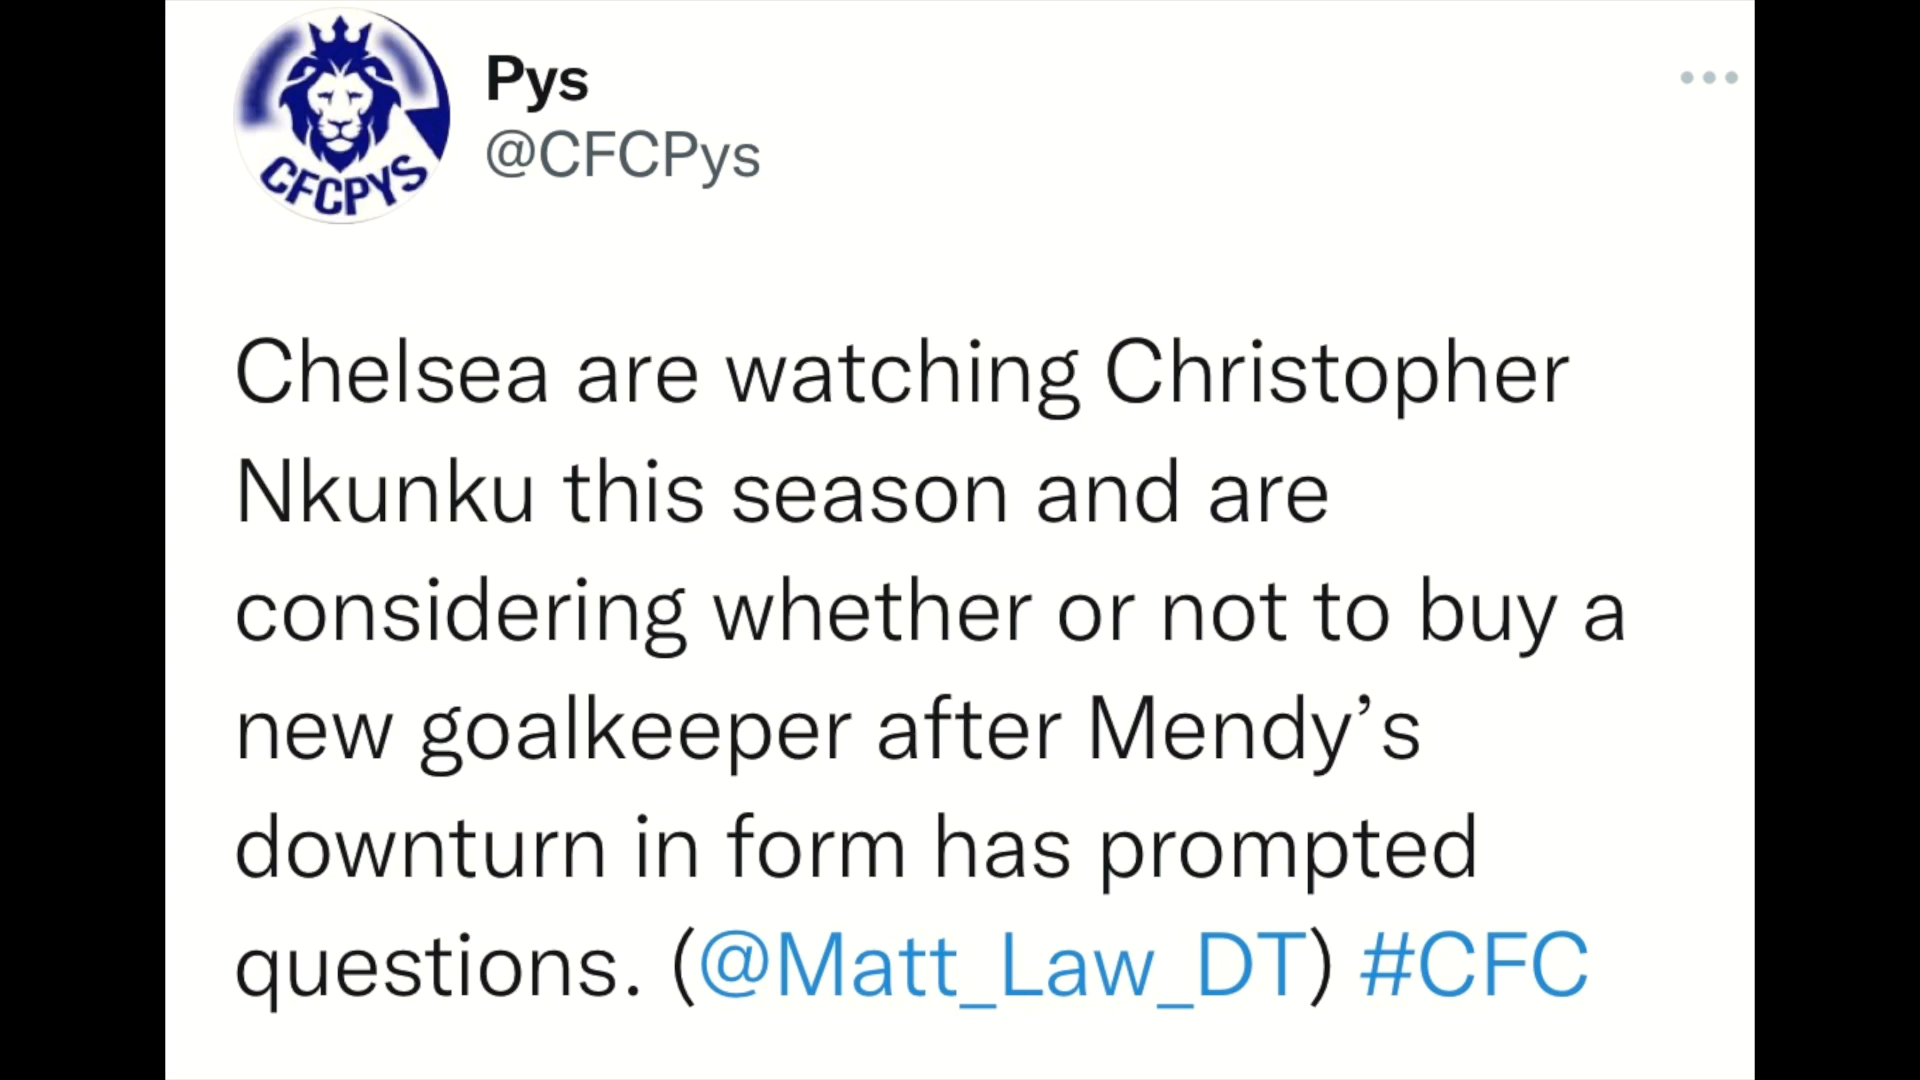 CFCPYS
Pys
@CFCPys
Chelsea are watching Christopher
Nkunku this season and are
considering whether or not to buy a
new goalkeeper after Mendy’s
downturn in form has prompted
questions. (@Matt_Law_DT) #CFC